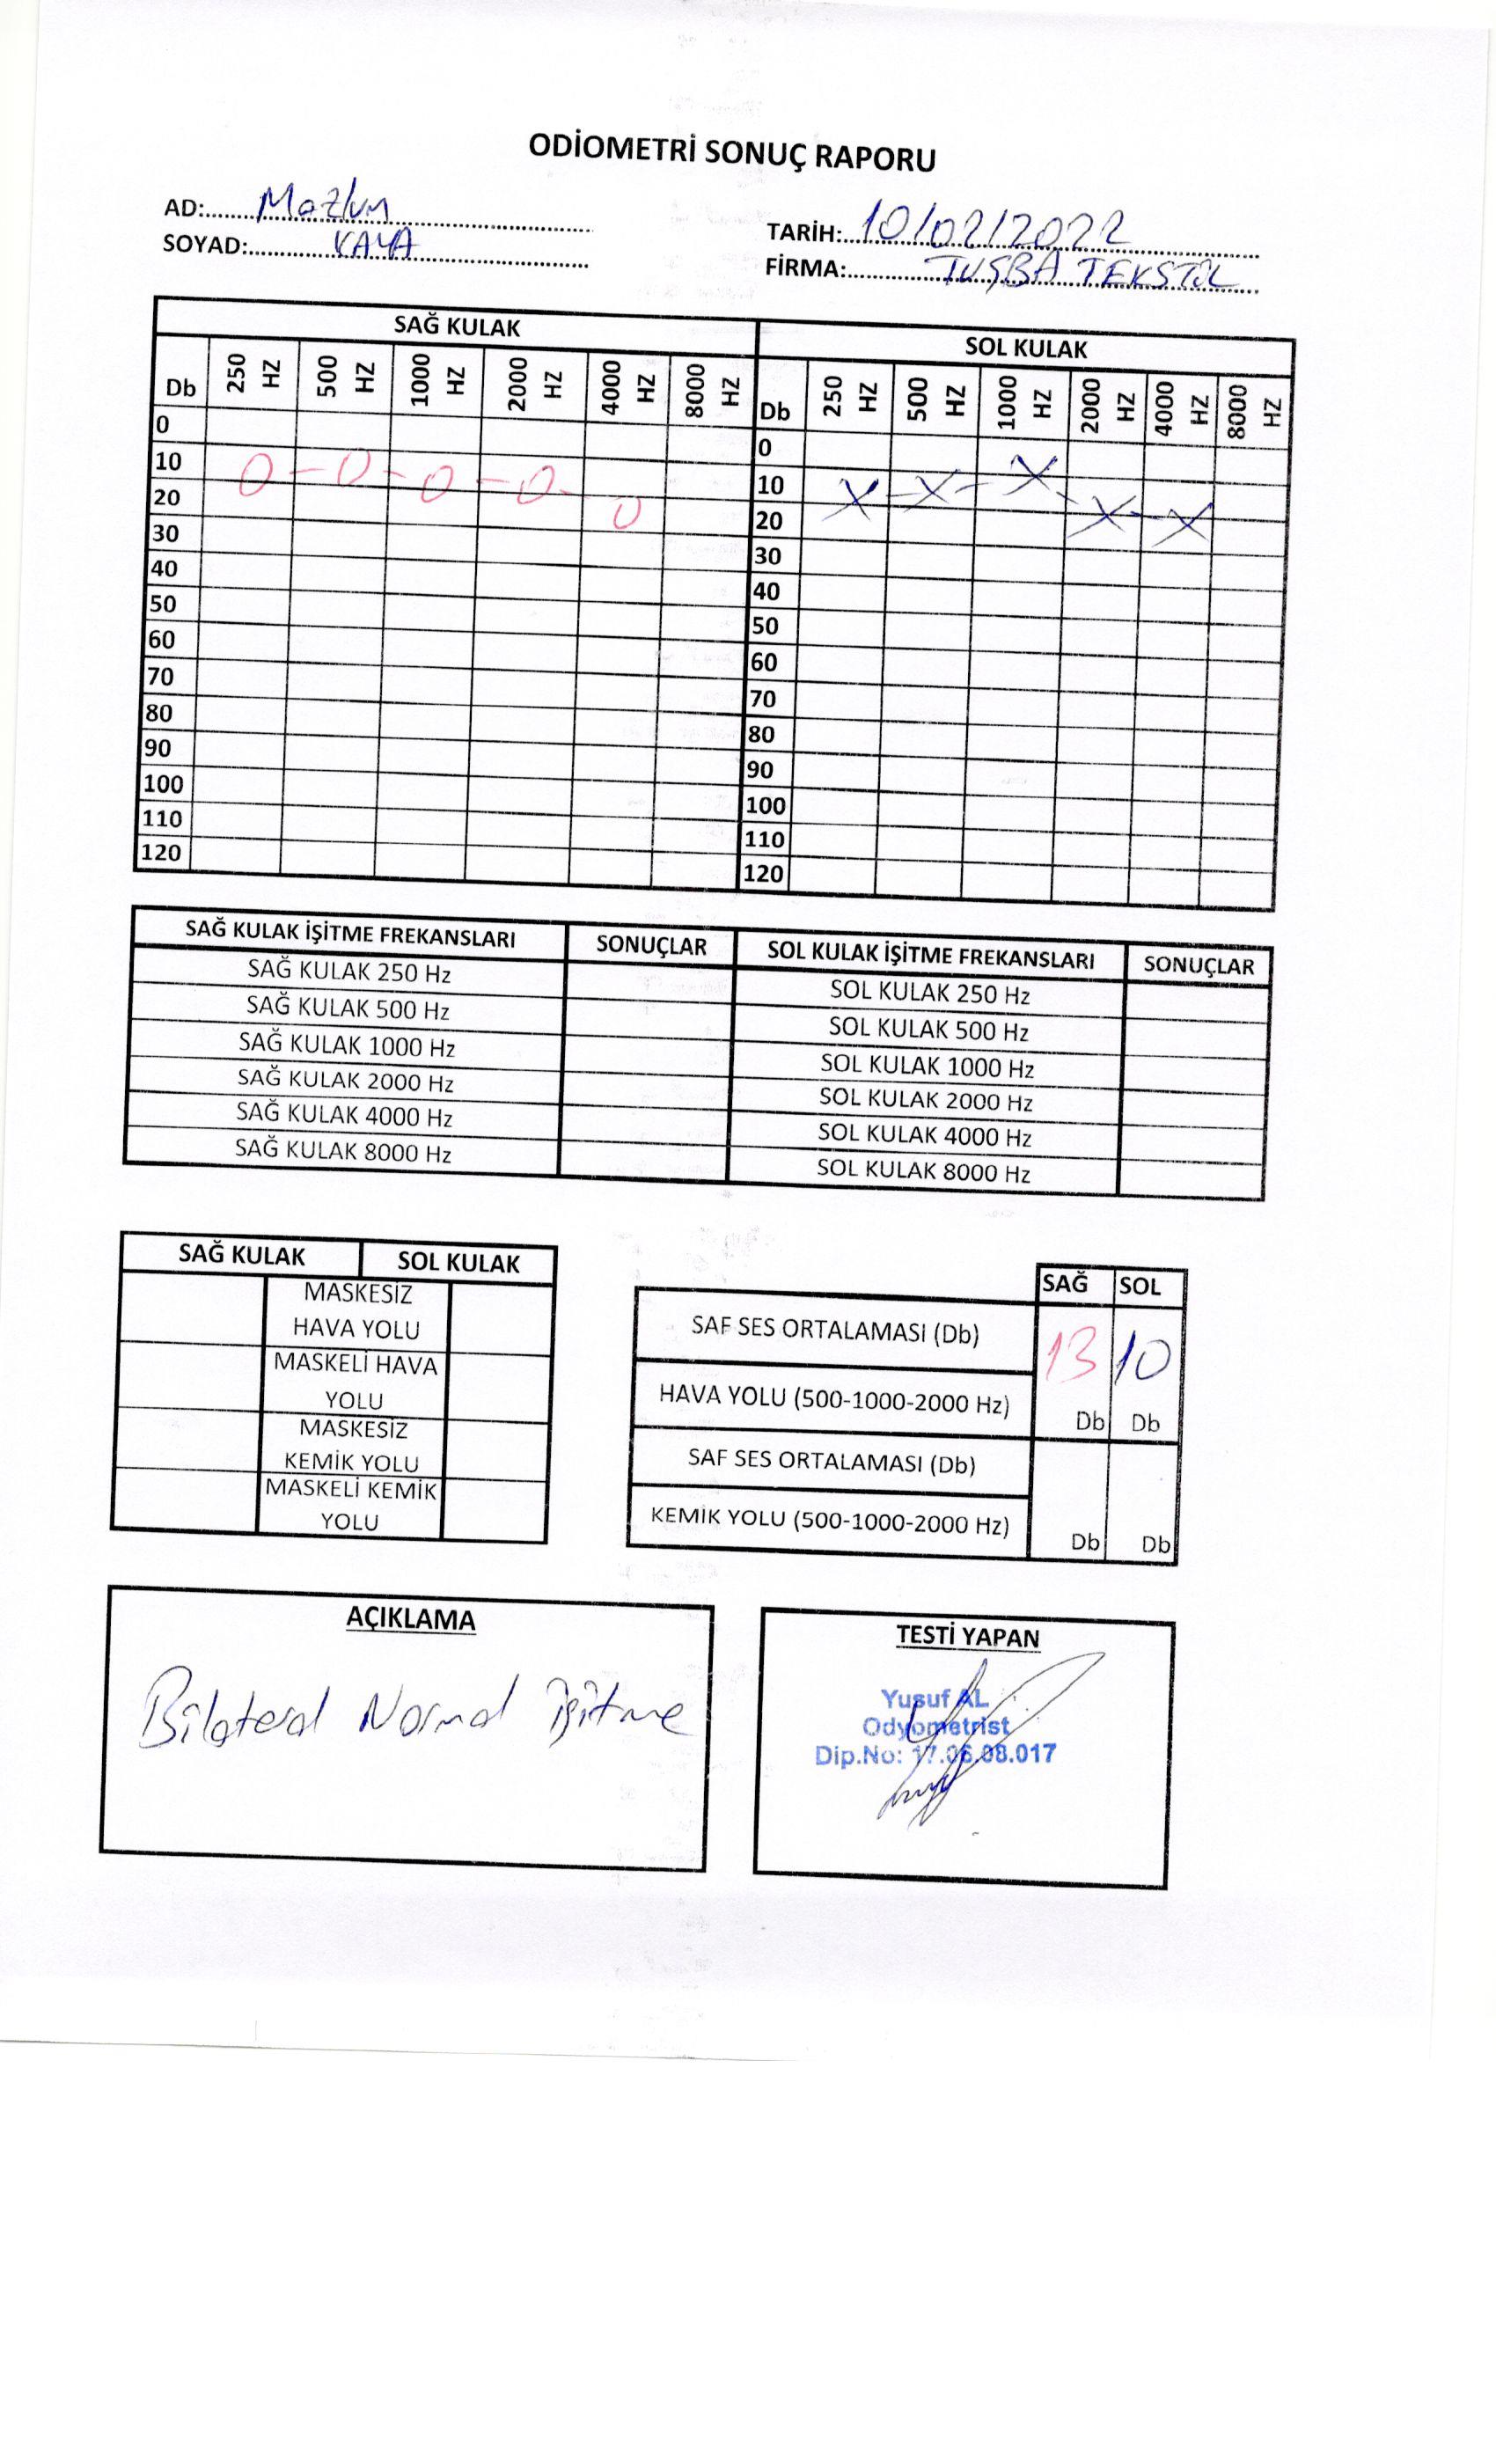 ODİOMETRİ SONUÇ RAPORU
AD: Mazlum
SOYAD: KAYA
TARİH: 10/02/2022
FİRMA: TUŞBA TEKSTİL
SAĞ KULAK SOL KULAK
Db 250 HZ 500 HZ 1000 HZ 2000 HZ 4000 HZ 8000 HZ Db 250 HZ 500 HZ 1000 HZ 2000 HZ 4000 HZ 8000 HZ
0 0
10 10
20 20
30 30
40 40
50 50
60 60
70 70
80 80
90 90
100 100
110 110
120 120
SAĞ KULAK İŞİTME FREKANSLARI SONUÇLAR SOL KULAK İŞİTME FREKANSLARI SONUÇLAR
SAĞ KULAK 250 Hz SOL KULAK 250 Hz
SAĞ KULAK 500 Hz SOL KULAK 500 Hz
SAĞ KULAK 1000 Hz SOL KULAK 1000 Hz
SAĞ KULAK 2000 Hz SOL KULAK 2000 Hz
SAĞ KULAK 4000 Hz SOL KULAK 4000 Hz
SAĞ KULAK 8000 Hz SOL KULAK 8000 Hz
SAĞ KULAK SOL KULAK
MASKESİZ
HAVA YOLU
MASKELİ HAVA
YOLU
MASKESİZ
KEMİK YOLU
MASKELİ KEMİK
YOLU
SAĞ SOL
SAF SES ORTALAMASI (Db) 13 10
HAVA YOLU (500-1000-2000 Hz) Db Db
SAF SES ORTALAMASI (Db)
KEMİK YOLU (500-1000-2000 Hz) Db Db
AÇIKLAMA
Bilateral Normal işitme
TESTİ YAPAN
Yusuf AL
Odyometrist
Dip.No: 17.06.08.017